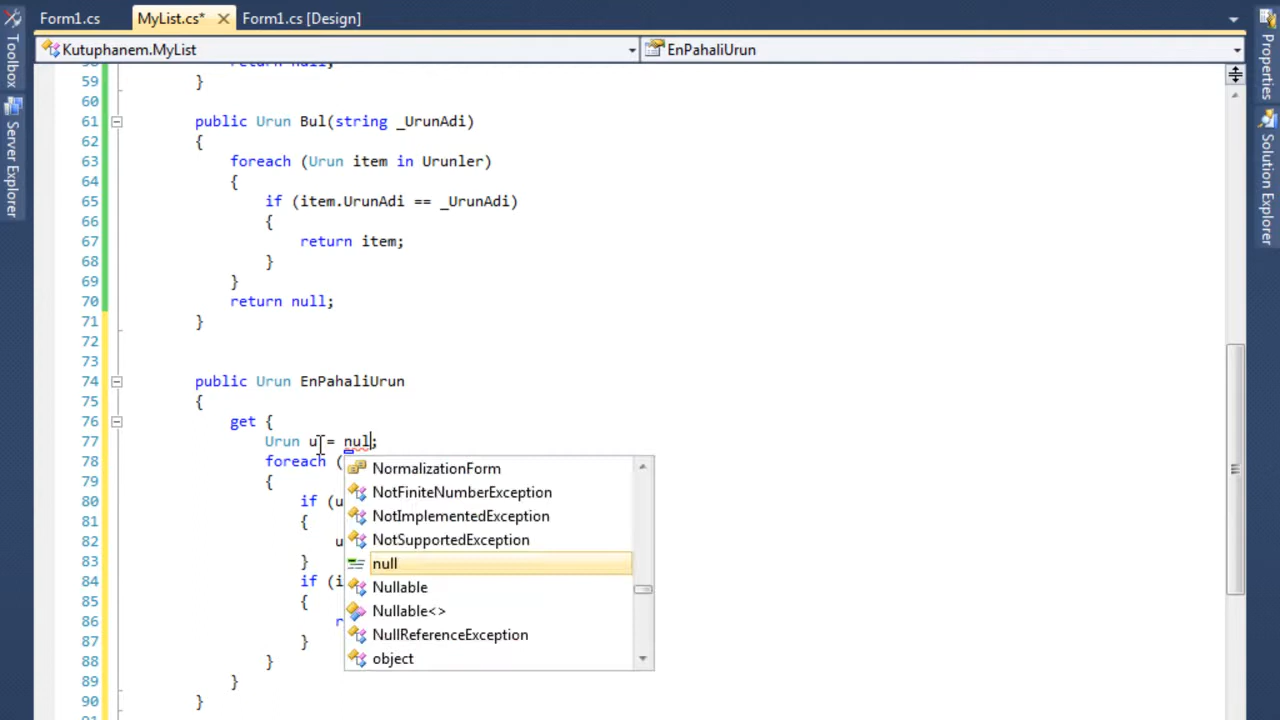 Form1.cs MyList.cs* Form1.cs [Design]
Toolbox
Server Explorer
Properties
Solution Explorer
Kutuphanem.MyList EnPahaliUrun
58 return null;
59 }
60
61 public Urun Bul(string _UrunAdi)
62 {
63 foreach (Urun item in Urunler)
64 {
65 if (item.UrunAdi == _UrunAdi)
66 {
67 return item;
68 }
69 }
70 return null;
71 }
72
73
74 public Urun EnPahaliUrun
75 {
76 get {
77 Urun u = nul;
78 foreach (
79 {
80 if (u
81 {
82 u
83 }
84 if (i
85 {
86 r
87 }
88 }
89 }
90 }
NormalizationForm
NotFiniteNumberException
NotImplementedException
NotSupportedException
null
Nullable
Nullable<>
NullReferenceException
object